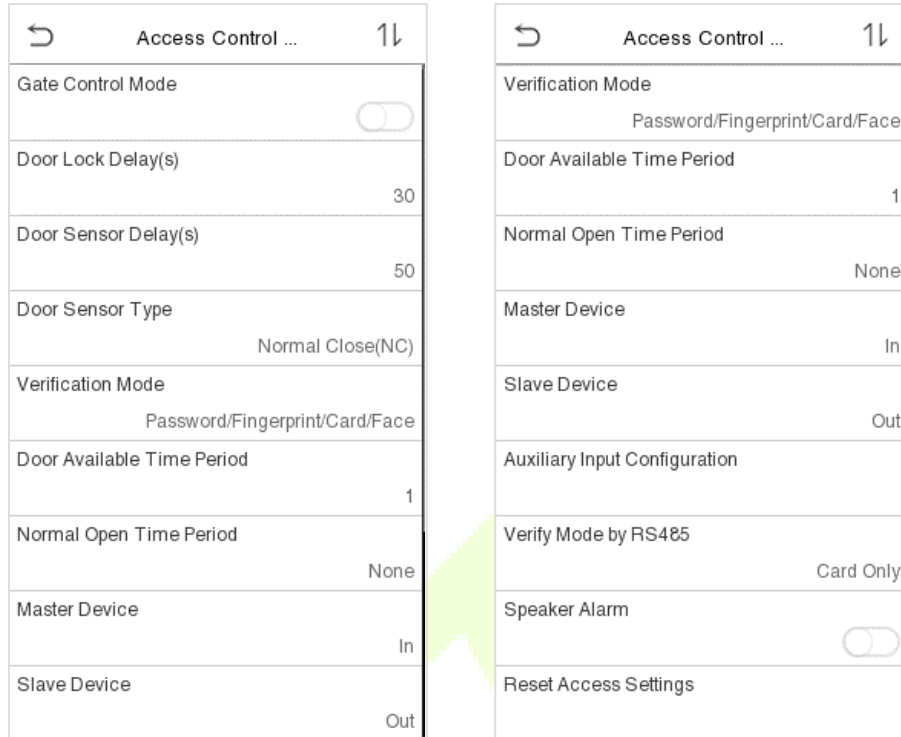 Access Control ...
Gate Control Mode
Door Lock Delay(s)
30
Door Sensor Delay(s)
50
Door Sensor Type
Normal Close(NC)
Verification Mode
Password/Fingerprint/Card/Face
Door Available Time Period
1
Normal Open Time Period
None
Master Device
In
Slave Device
Out
Access Control ...
Verification Mode
Password/Fingerprint/Card/Face
Door Available Time Period
1
Normal Open Time Period
None
Master Device
In
Slave Device
Out
Auxiliary Input Configuration
Verify Mode by RS485
Card Only
Speaker Alarm
Reset Access Settings